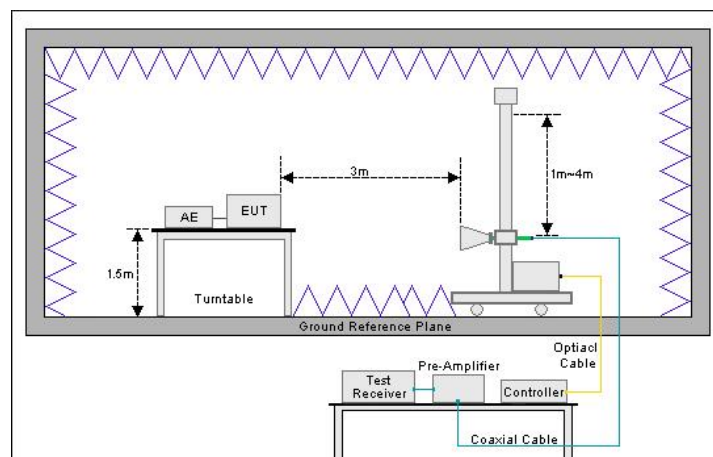 3m
1m~4m
AE
EUT
1.5m
Turntable
Ground Reference Plane
Optiacl
Cable
Pre-Amplifier
Test
Receiver
Controller
Coaxial Cable